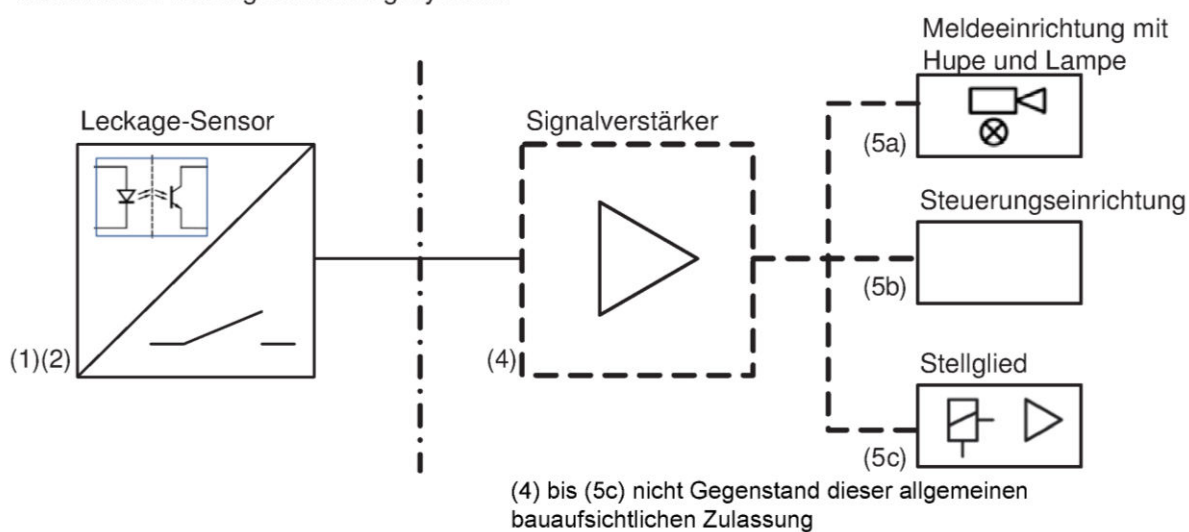 Meldeeinrichtung mit
Hupe und Lampe
Leckage-Sensor
Signalverstärker
(5a)
Steuerungseinrichtung
(5b)
(1)(2)
(4)
Stellglied
(5c)
(4) bis (5c) nicht Gegenstand dieser allgemeinen
bauaufsichtlichen Zulassung